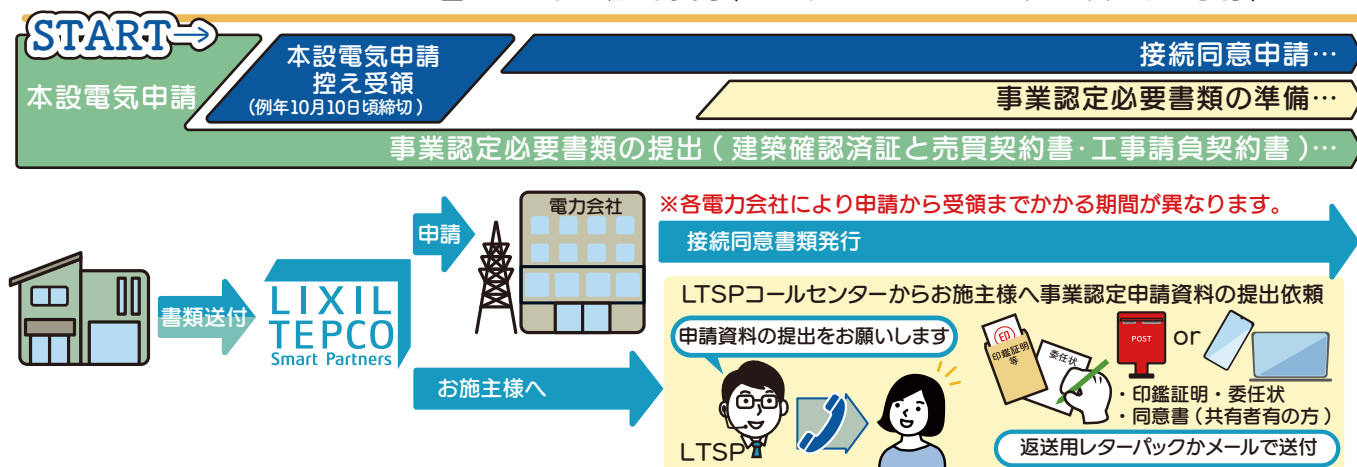 START
本設電気申請
本設電気申請
控え受領
(例年10月10日頃締切)
接続同意申請…
事業認定必要書類の準備…
事業認定必要書類の提出(建築確認済証と売買契約書・工事請負契約書)…
書類送付
LIXIL
TEPCO
Smart Partners
申請
電力会社
※各電力会社により申請から受領までかかる期間が異なります。
接続同意書類発行
お施主様へ
LTSPコールセンターからお施主様へ事業認定申請資料の提出依頼
申請資料の提出をお願いします
LTSP
印鑑証明
等
委任状
POST
or
・印鑑証明・委任状
・同意書(共有者有の方)
返送用レターパックかメールで送付